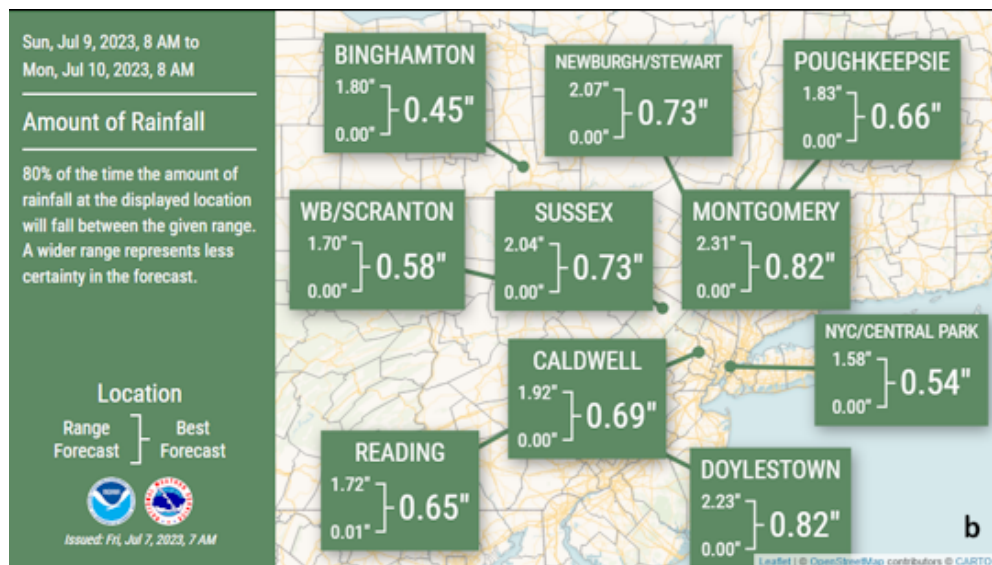 Sun, Jul 9, 2023, 8 AM to
Mon, Jul 10, 2023, 8 AM
Amount of Rainfall
80% of the time the amount of
rainfall at the displayed location
will fall between the given range.
A wider range represents less
certainty in the forecast.
Location
Range
Forecast
Best
Forecast
Issued: Fri, Jul 7, 2023, 7 AM
BINGHAMTON
1.80"
0.45"
0.00"
NEWBURGH/STEWART
2.07"
0.73"
0.00"
POUGHKEEPSIE
1.83"
0.66"
0.00"
WB/SCRANTON
1.70"
0.58"
0.00"
SUSSEX
2.04"
0.73"
0.00"
MONTGOMERY
2.31"
0.82"
0.00"
NYC/CENTRAL PARK
1.58"
0.54"
0.00"
CALDWELL
1.92"
0.69"
0.00"
READING
1.72"
0.65"
0.01"
DOYLESTOWN
2.23"
0.82"
0.00"
b
Leaflet | © OpenStreetMap contributors © CARTO